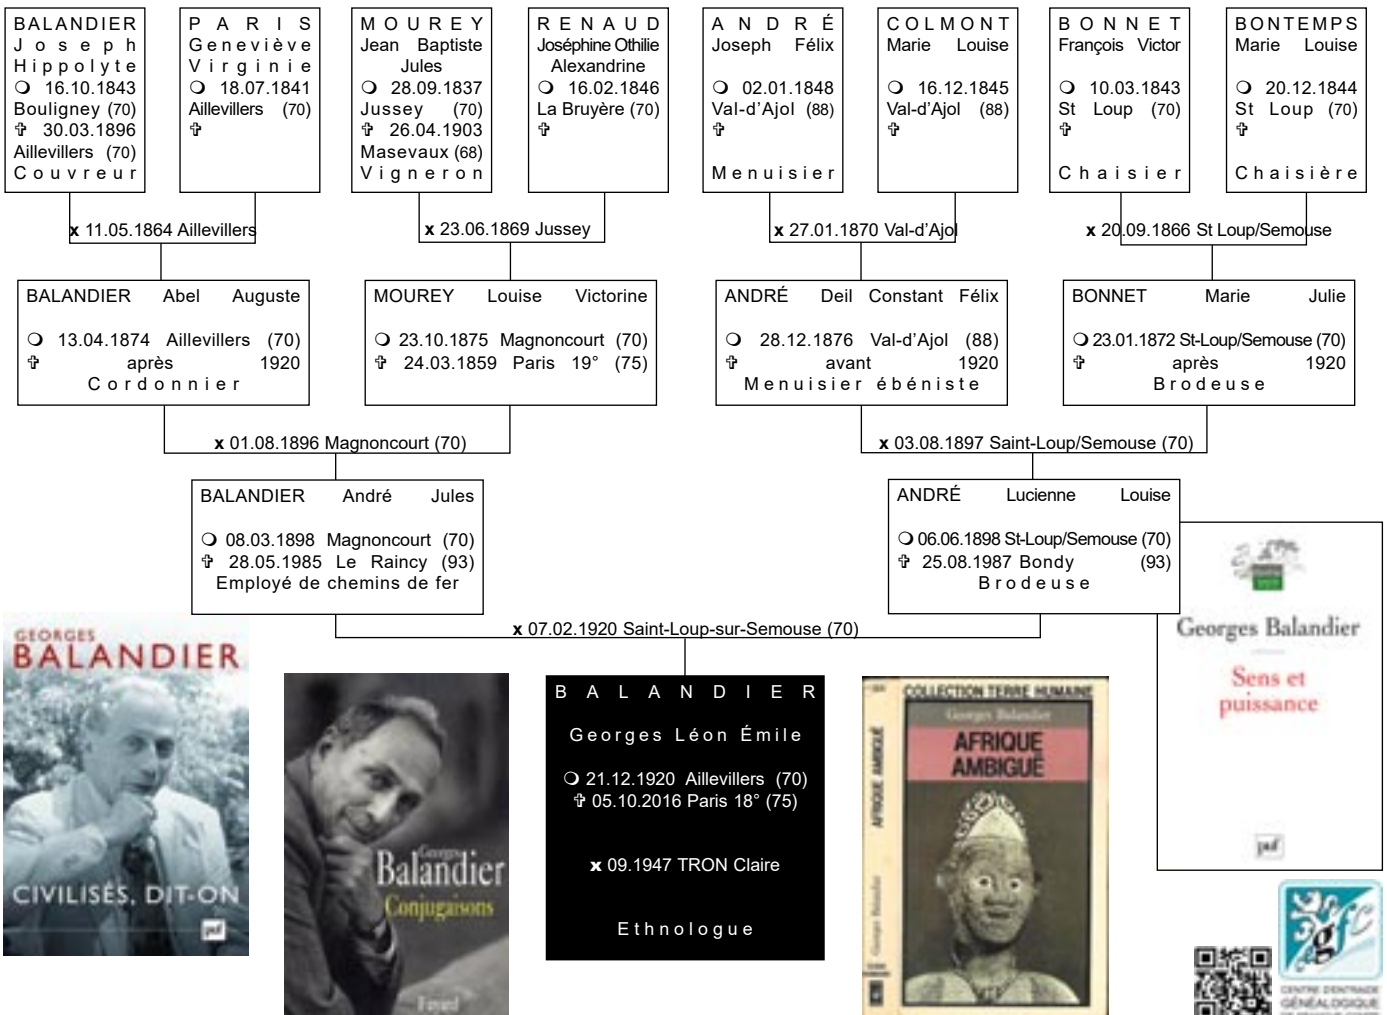 BALANDIER
Joseph
Hippolyte
❍ 16.10.1843
Bouligney (70)
✞ 30.03.1896
Aillevillers (70)
Couvreur
PARIS
Geneviève
Virginie
❍ 18.07.1841
Aillevillers (70)
✞
MOUREY
Jean Baptiste
Jules
❍ 28.09.1837
Jussey (70)
✞ 26.04.1903
Masevaux (68)
Vigneron
RENAUD
Joséphine Othilie
Alexandrine
❍ 16.02.1846
La Bruyère (70)
✞
ANDRÉ
Joseph Félix
❍ 02.01.1848
Val-d'Ajol (88)
✞
Menuisier
COLMONT
Marie Louise
❍ 16.12.1845
Val-d'Ajol (88)
✞
BONNET
François Victor
❍ 10.03.1843
St Loup (70)
✞
Chaisier
BONTEMPS
Marie Louise
❍ 20.12.1844
St Loup (70)
✞
Chaisière
x 11.05.1864 Aillevillers
x 23.06.1869 Jussey
x 27.01.1870 Val-d'Ajol
x 20.09.1866 St Loup/Semouse
BALANDIER Abel Auguste
❍ 13.04.1874 Aillevillers (70)
✞ après 1920
Cordonnier
MOUREY Louise Victorine
❍ 23.10.1875 Magnoncourt (70)
✞ 24.03.1859 Paris 19° (75)
ANDRÉ Deil Constant Félix
❍ 28.12.1876 Val-d'Ajol (88)
✞ avant 1920
Menuisier ébéniste
BONNET Marie Julie
❍ 23.01.1872 St-Loup/Semouse (70)
✞ après 1920
Brodeuse
x 01.08.1896 Magnoncourt (70)
x 03.08.1897 Saint-Loup/Semouse (70)
BALANDIER André Jules
❍ 08.03.1898 Magnoncourt (70)
✞ 28.05.1985 Le Raincy (93)
Employé de chemins de fer
ANDRÉ Lucienne Louise
❍ 06.06.1898 St-Loup/Semouse (70)
✞ 25.08.1987 Bondy (93)
Brodeuse
x 07.02.1920 Saint-Loup-sur-Semouse (70)
BALANDIER
Georges Léon Émile
❍ 21.12.1920 Aillevillers (70)
✞ 05.10.2016 Paris 18° (75)
x 09.1947 TRON Claire
Ethnologue
GEORGES
BALANDIER
CIVILISÉS, DIT-ON
puf
Georges
Balandier
Conjugaisons
Fayard
COLLECTION TERRE HUMAINE
Georges Balandier
AFRIQUE
AMBIGUË
AFRIQUE AMBIGUË
Georges Balandier
Georges Balandier
Sens et
puissance
puf
gfc
CENTRE D'ENTRAIDE
GÉNÉALOGIQUE
DE FRANCHE-COMTÉ